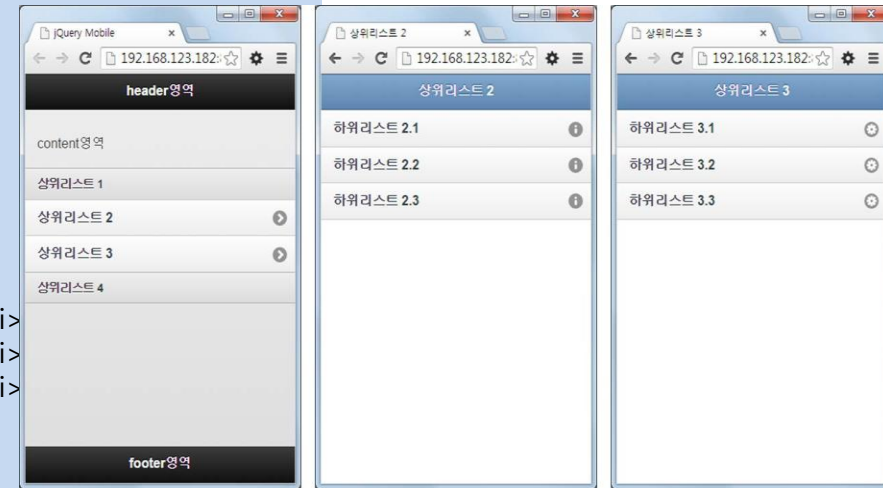 jQuery Mobile
192.168.123.182:
header영역
content영역
상위리스트 1
상위리스트 2
상위리스트 3
상위리스트 4
footer영역
상위리스트 2
192.168.123.182:
상위리스트 2
하위리스트 2.1
하위리스트 2.2
하위리스트 2.3
상위리스트 3
192.168.123.182:
상위리스트 3
하위리스트 3.1
하위리스트 3.2
하위리스트 3.3
i>
i>
i>